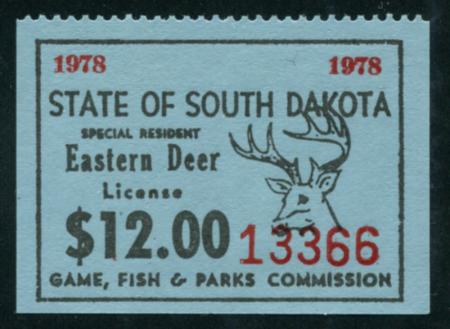 1978 1978
STATE OF SOUTH DAKOTA
SPECIAL RESIDENT
Eastern Deer
License
$12.00 13366
GAME, FISH & PARKS COMMISSION